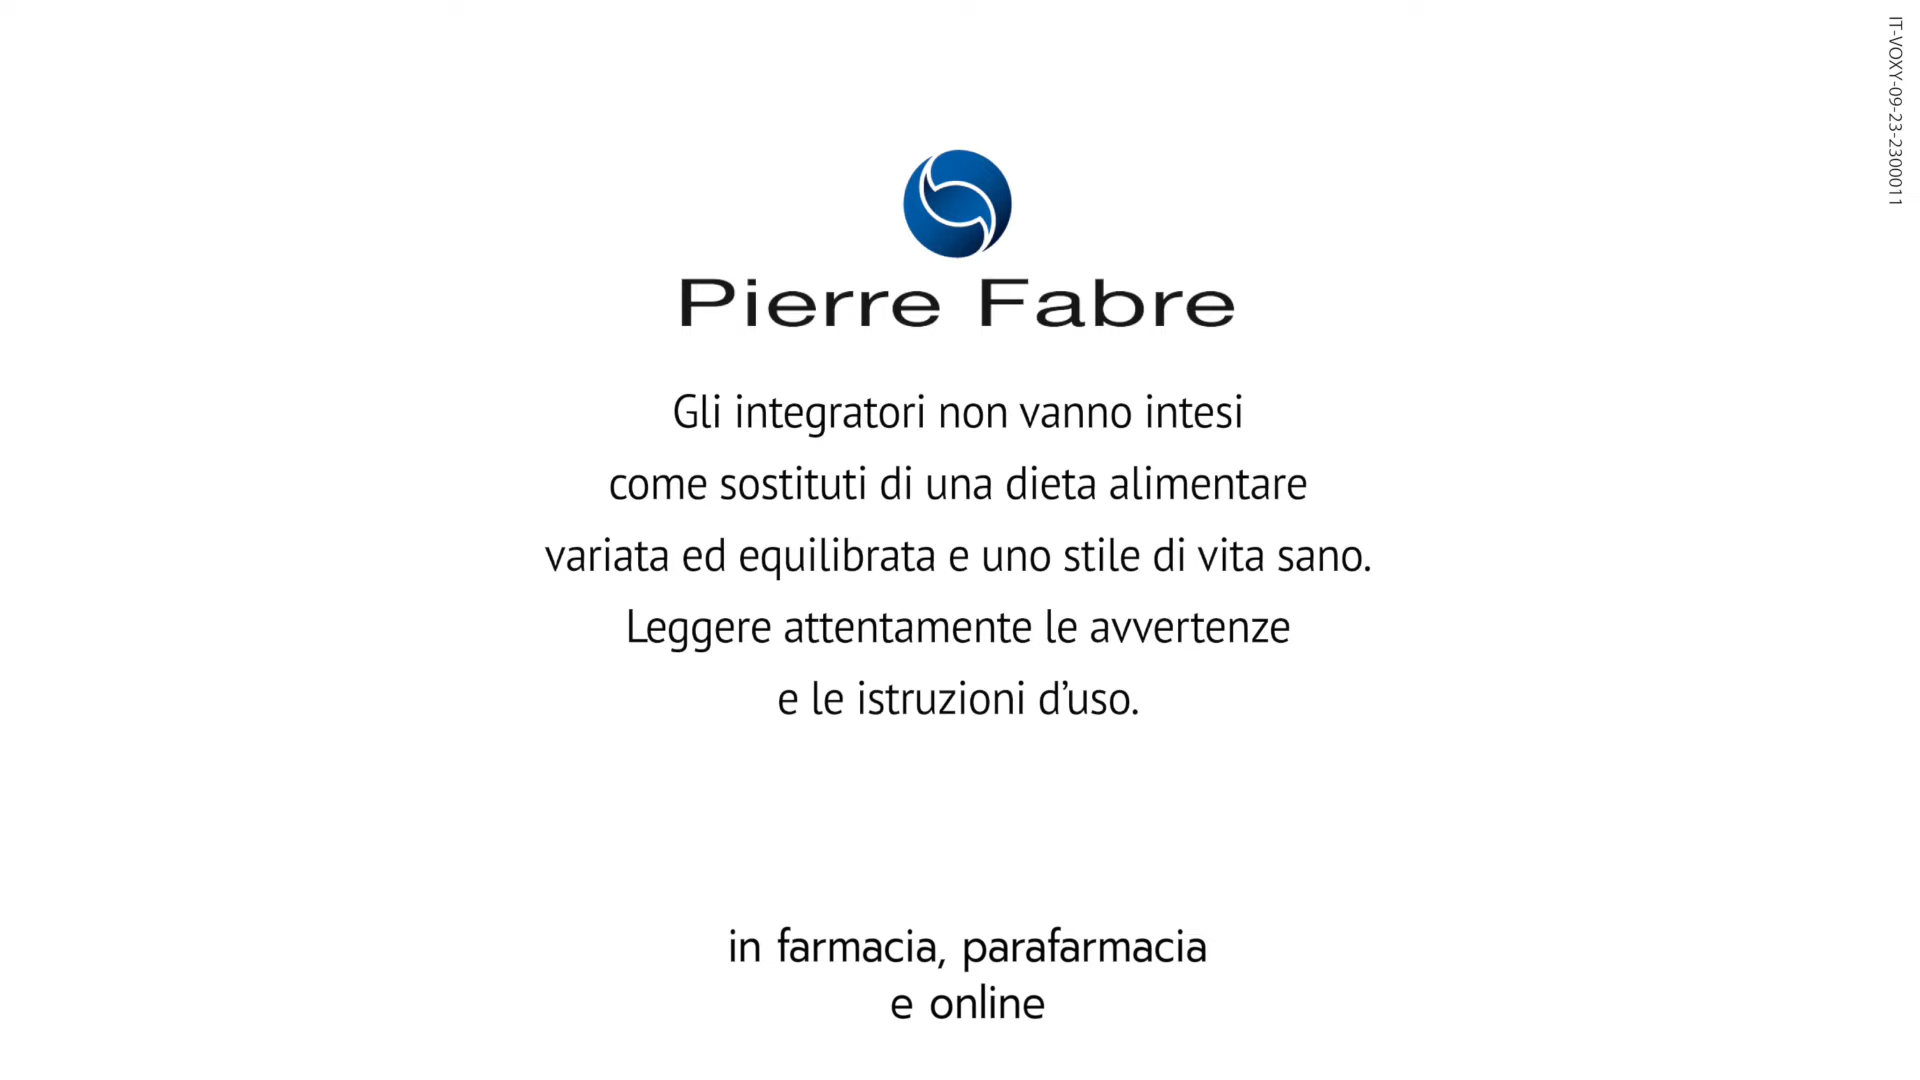 IT-VOXY-09-23-2300011
Pierre Fabre
Gli integratori non vanno intesi
come sostituti di una dieta alimentare
variata ed equilibrata e uno stile di vita sano.
Leggere attentamente le avvertenze
e le istruzioni d’uso.
in farmacia, parafarmacia
e online